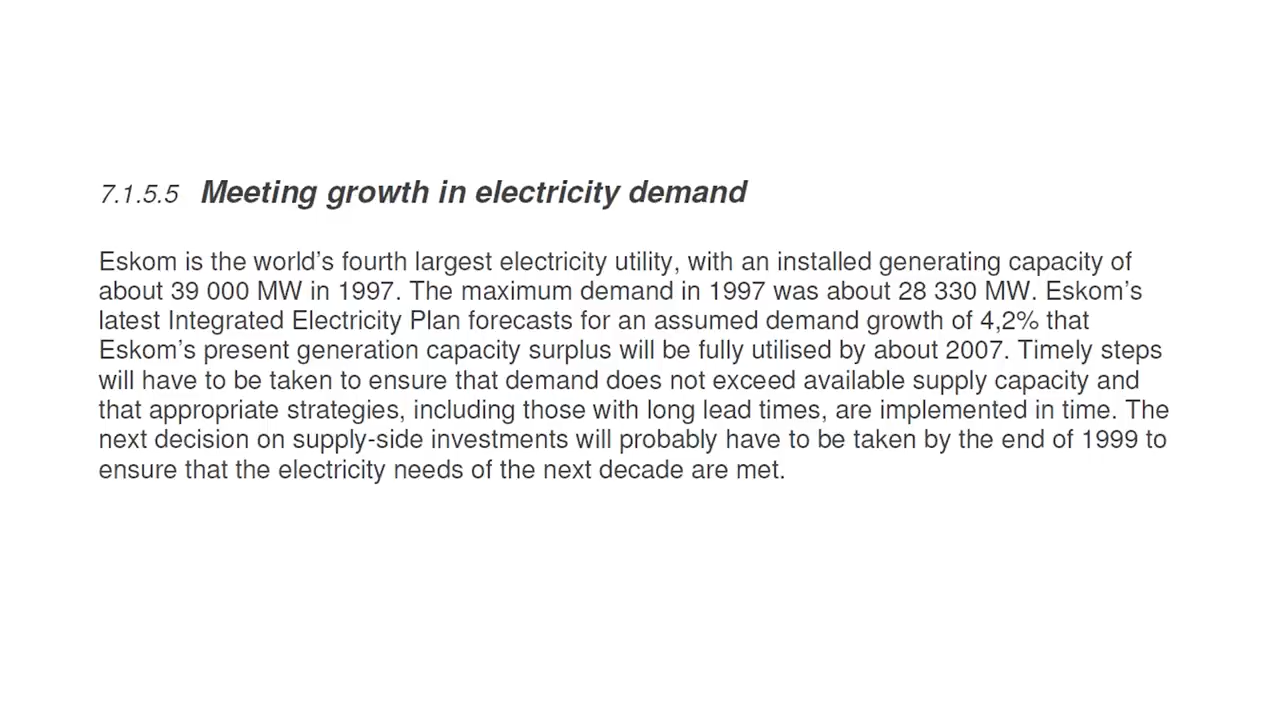 7.1.5.5 Meeting growth in electricity demand
Eskom is the world's fourth largest electricity utility, with an installed generating capacity of
about 39 000 MW in 1997. The maximum demand in 1997 was about 28 330 MW. Eskom's
latest Integrated Electricity Plan forecasts for an assumed demand growth of 4,2% that
Eskom's present generation capacity surplus will be fully utilised by about 2007. Timely steps
will have to be taken to ensure that demand does not exceed available supply capacity and
that appropriate strategies, including those with long lead times, are implemented in time. The
next decision on supply-side investments will probably have to be taken by the end of 1999 to
ensure that the electricity needs of the next decade are met.